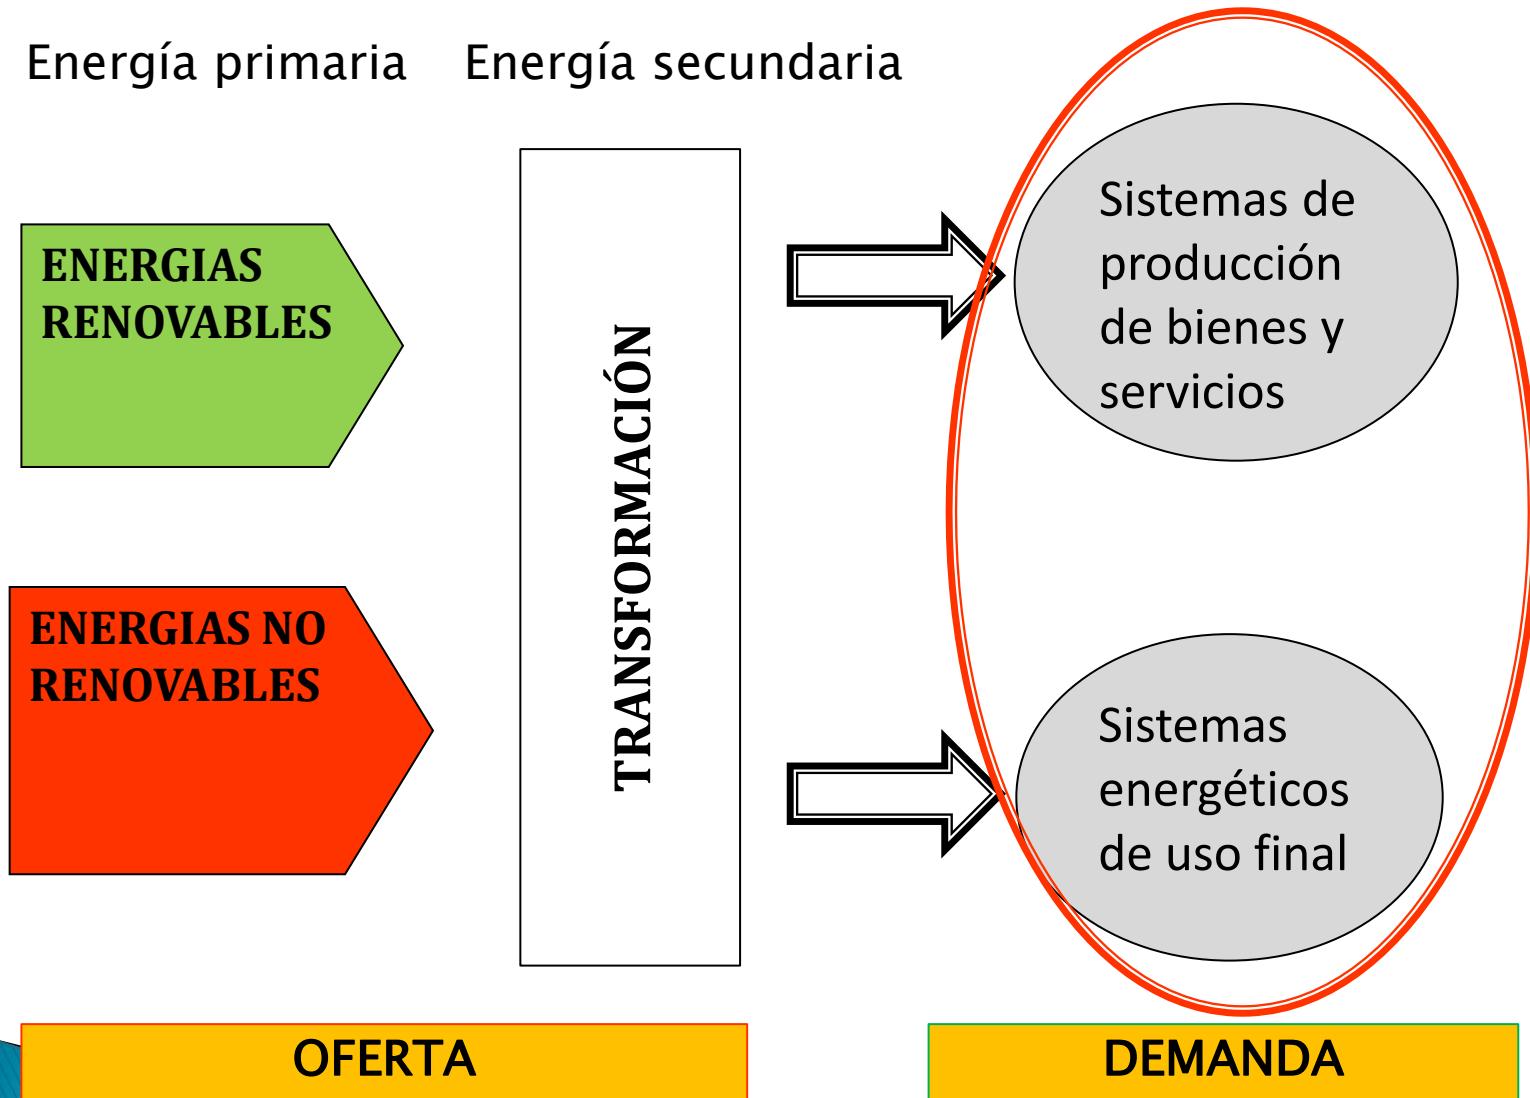 Energía primaria
Energía secundaria
ENERGIAS
RENOVABLES
ENERGIAS NO
RENOVABLES
TRANSFORMACIÓN
Sistemas de
producción
de bienes y
servicios
Sistemas
energéticos
de uso final
OFERTA
DEMANDA